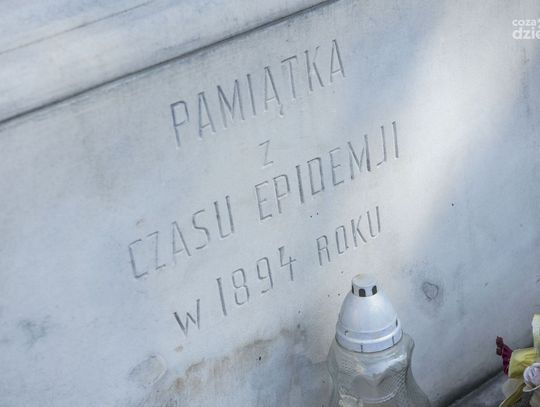 PAMIĄTKA
Z
CZASU EPIDEMJI
W 1894 ROKU